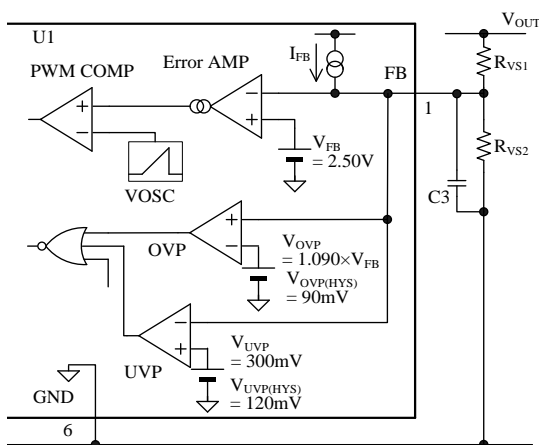 U1
V_OUT
PWM COMP
Error AMP
I_FB
FB
R_VS1
1
+
−
−
+
V_FB
= 2.50V
R_VS2
VOSC
C3
+
−
OVP
V_OVP
= 1.090×V_FB
V_OVP(HYS)
= 90mV
−
+
UVP
V_UVP
= 300mV
V_UVP(HYS)
= 120mV
GND
6